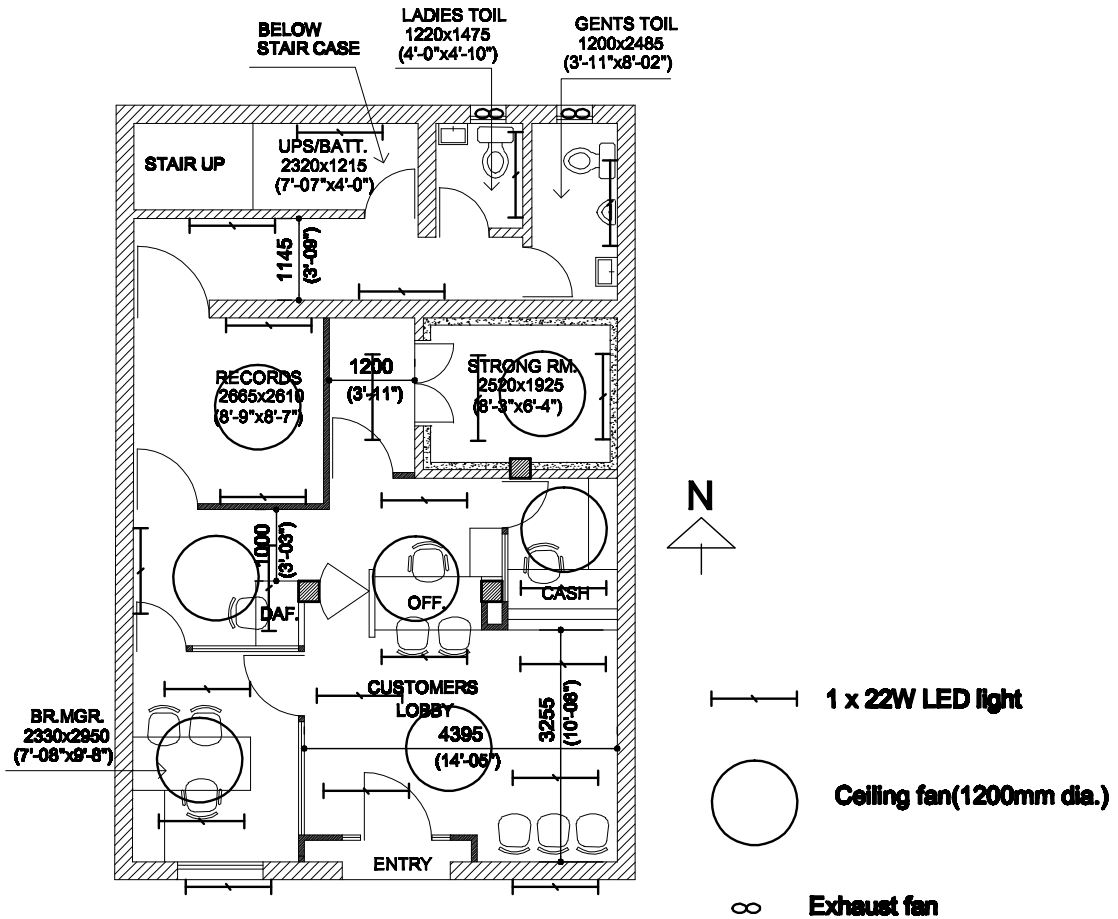 LADIES TOIL
1220x1475
(4'-0"x4'-10")
GENTS TOIL
1200x2485
(3'-11"x8'-02")
BELOW
STAIR CASE
STAIR UP
UPS/BATT.
2320x1215
(7'-07"x4'-0")
1145
(3'-09")
RECORDS
2665x2610
(8'-9"x8'-7")
1200
(3'-11")
STRONG RM.
2520x1925
(8'-3"x6'-4")
N
1000
(3'-03")
DAF.
OFF.
CASH
CUSTOMERS
LOBBY
4395
(14'-05")
3255
(10'-08")
BR.MGR.
2330x2950
(7'-08"x9'-8")
ENTRY
1 x 22W LED light
Ceiling fan(1200mm dia.)
Exhaust fan